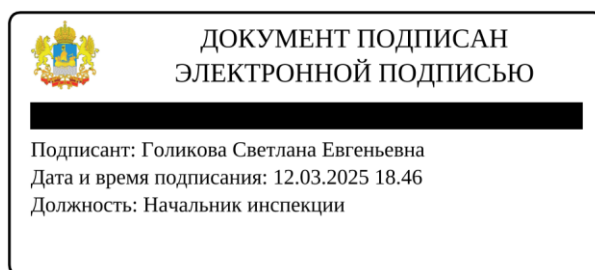 ДОКУМЕНТ ПОДПИСАН
ЭЛЕКТРОННОЙ ПОДПИСЬЮ
Подписант: Голикова Светлана Евгеньевна
Дата и время подписания: 12.03.2025 18.46
Должность: Начальник инспекции